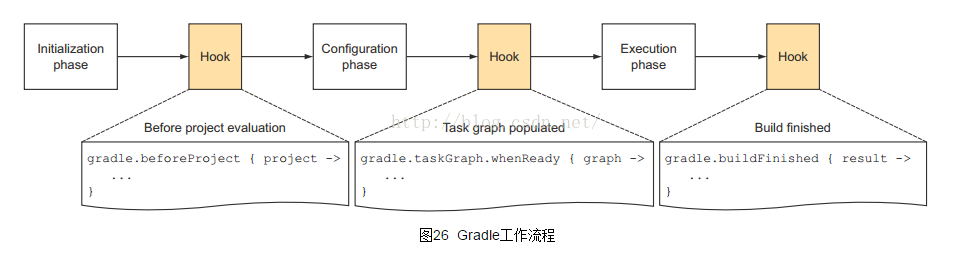 Initialization
phase
Hook
Configuration
phase
Hook
Execution
phase
Hook
http://blog.csdn.net/
Before project evaluation
Task graph populated
Build finished
gradle.beforeProject { project ->
...
}
gradle.taskGraph.whenReady { graph ->
...
}
gradle.buildFinished { result ->
...
}
图26 Gradle工作流程